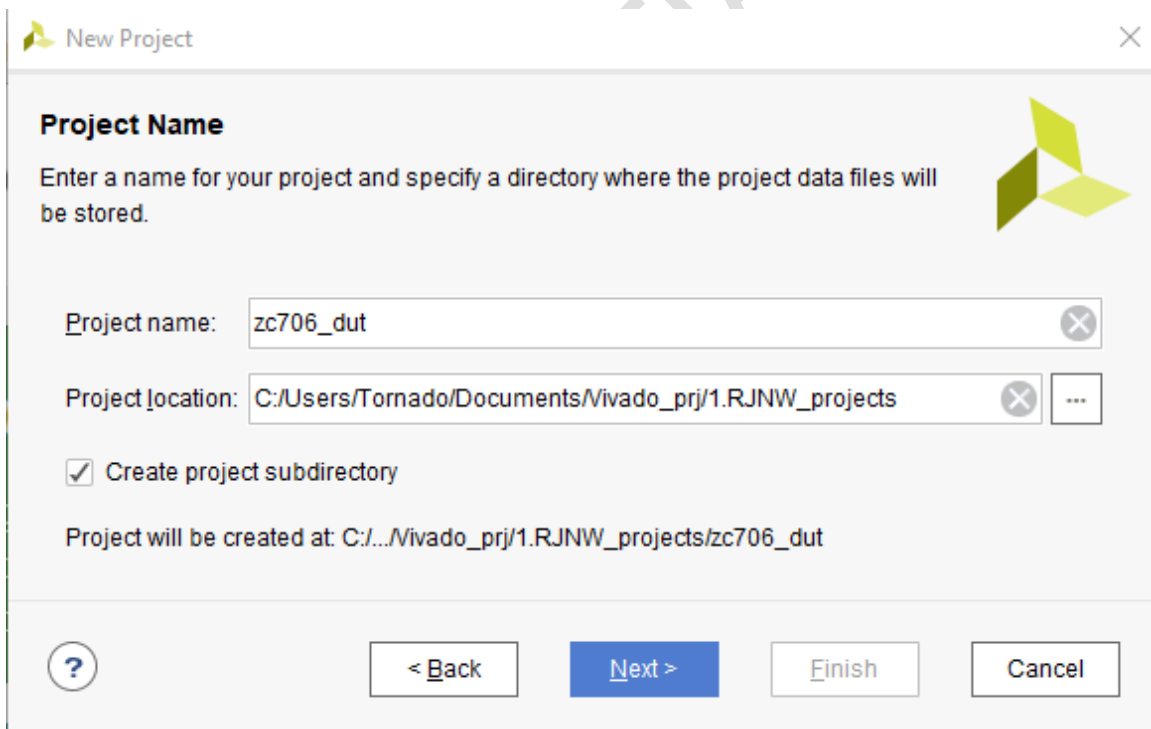 New Project
Project Name
Enter a name for your project and specify a directory where the project data files will
be stored.
Project name: zc706_dut
Project location: C:/Users/Tornado/Documents/Vivado_prj/1.RJNW_projects ...
Create project subdirectory
Project will be created at: C:/.../Vivado_prj/1.RJNW_projects/zc706_dut
? < Back Next > Finish Cancel